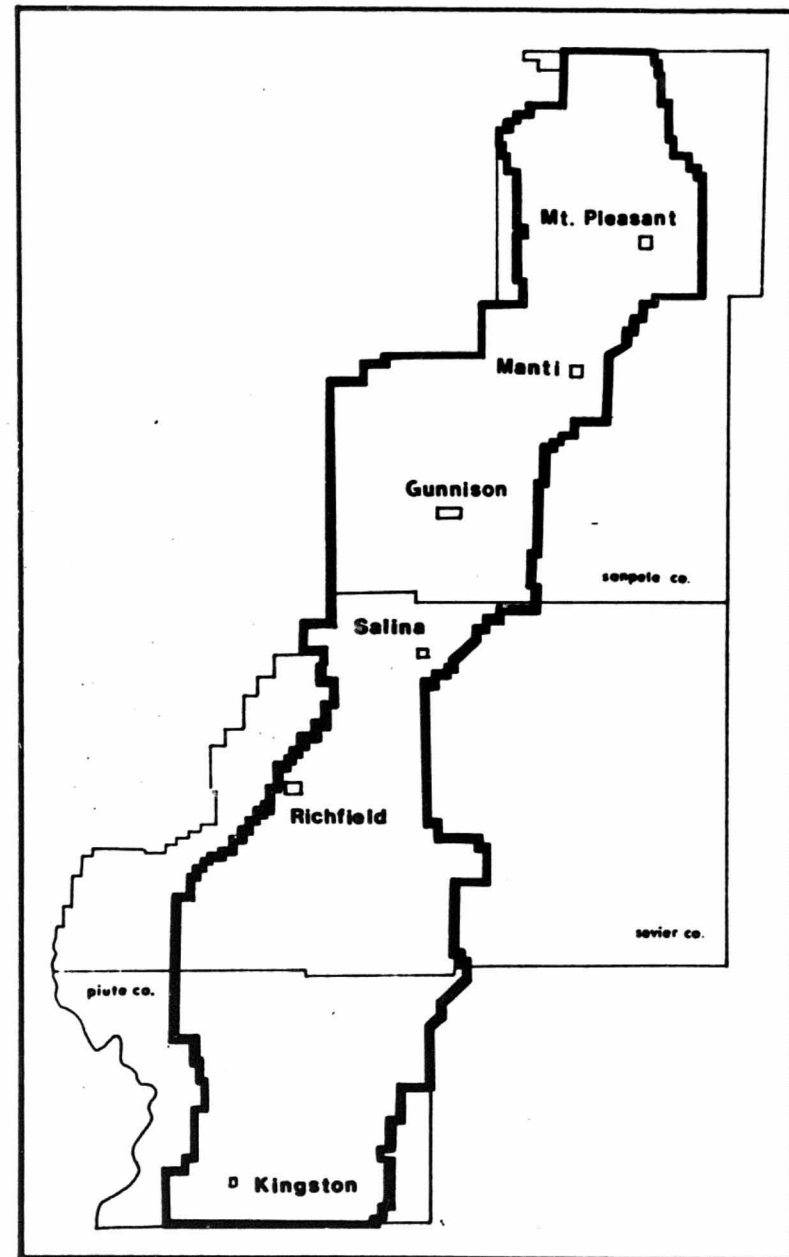 Mt. Pleasant
Manti
Gunnison
sanpete co.
Salina
Richfield
sevier co.
piute co.
Kingston